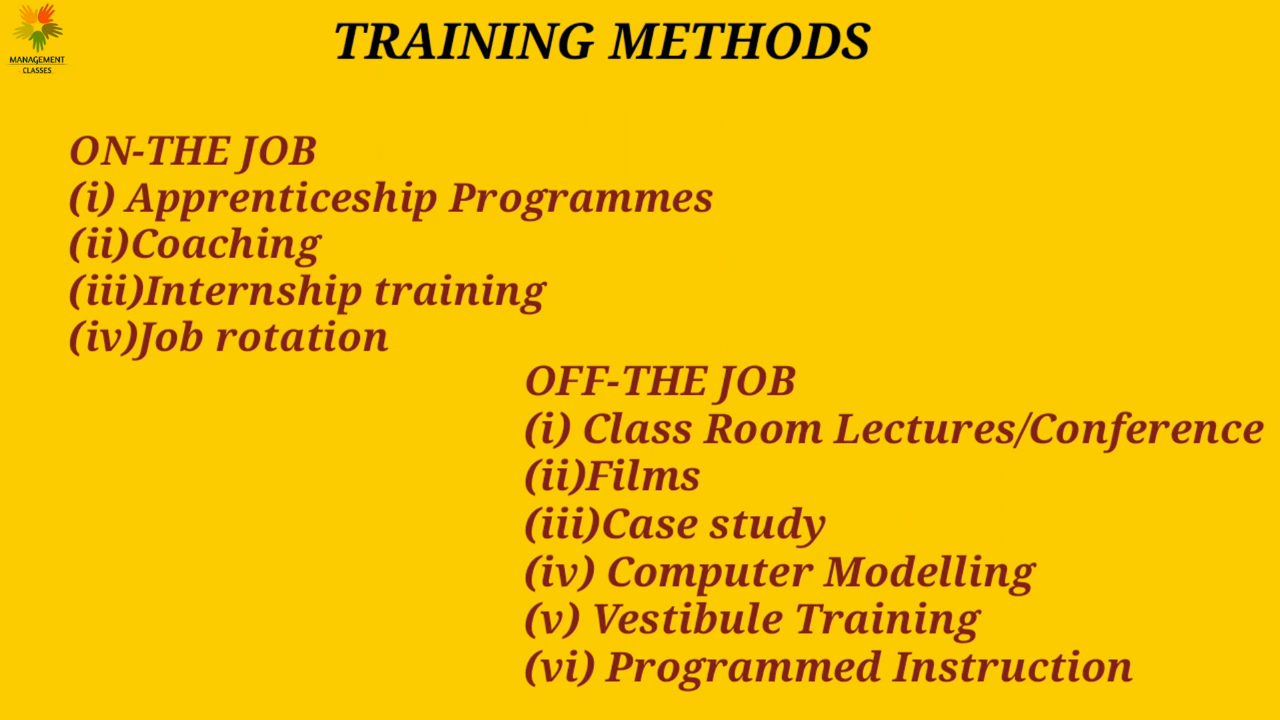 MANAGEMENT
CLASSES
TRAINING METHODS
ON-THE JOB
(i) Apprenticeship Programmes
(ii)Coaching
(iii)Internship training
(iv)Job rotation
OFF-THE JOB
(i) Class Room Lectures/Conference
(ii)Films
(iii)Case study
(iv) Computer Modelling
(v) Vestibule Training
(vi) Programmed Instruction